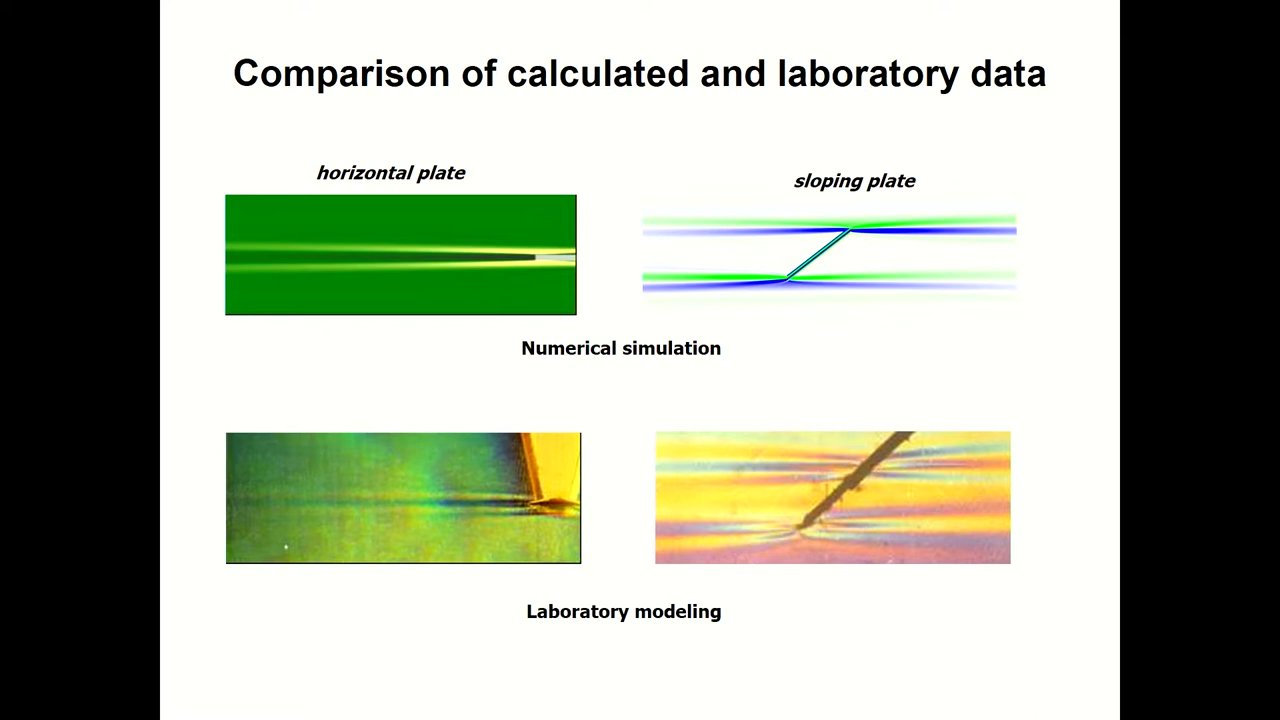 Comparison of calculated and laboratory data
horizontal plate
sloping plate
Numerical simulation
Laboratory modeling